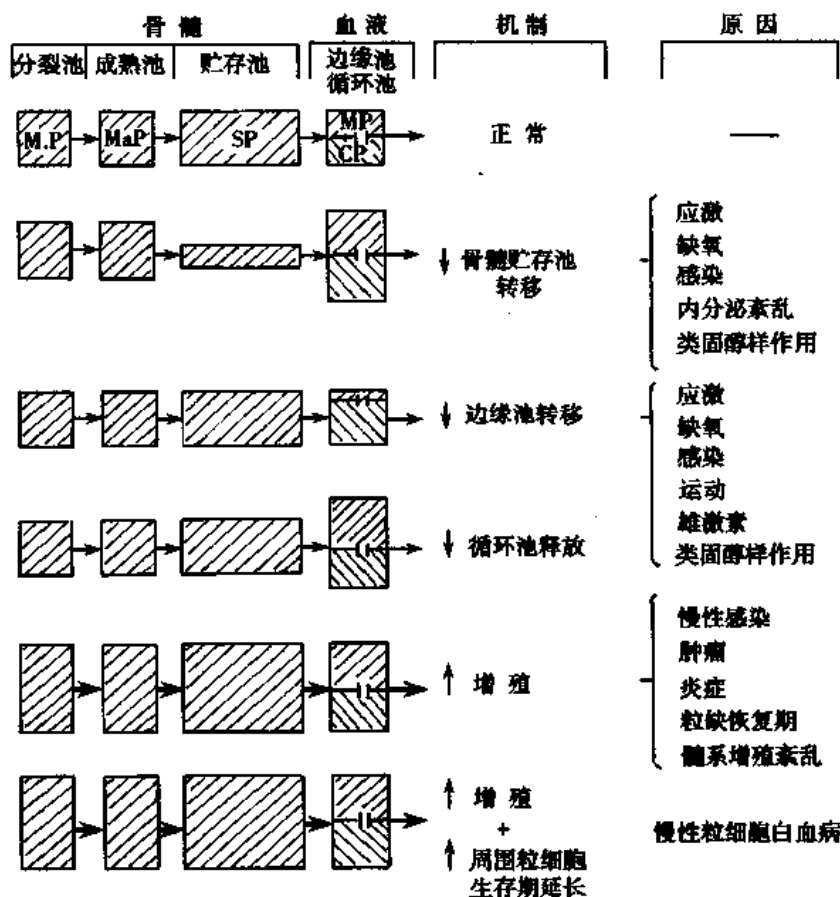 骨髓 血液 机制 原因
分裂池 成熟池 贮存池 边缘池
循环池
M.P MaP SP MP
CP
正常 —
↓ 骨髓贮存池
转移
应激
缺氧
感染
内分泌紊乱
类固醇样作用
↓ 边缘池转移
应激
缺氧
感染
运动
雄激素
类固醇样作用
↓ 循环池释放
↑ 增殖
慢性感染
肿瘤
炎症
粒缺恢复期
髓系增殖紊乱
↑ 增殖
+
↑ 周围粒细胞
生存期延长
慢性粒细胞白血病